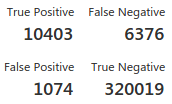 True Positive False Negative
10403 6376
False Positive True Negative
1074 320019